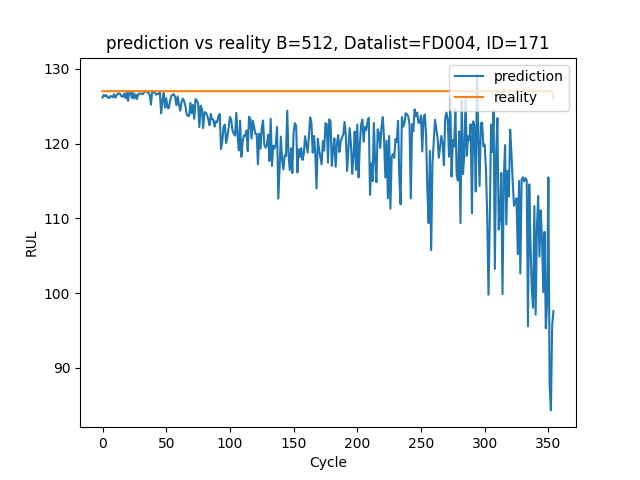 prediction vs reality B=512, Datalist=FD004, ID=171
prediction
reality
130
120
110
100
90
RUL
0 50 100 150 200 250 300 350
Cycle